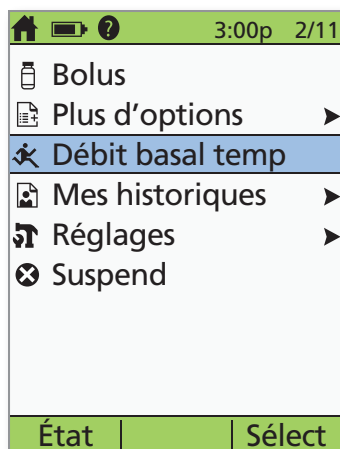 3:00p 2/11
Bolus
Plus d'options
Débit basal temp
Mes historiques
Réglages
Suspend
État Sélect